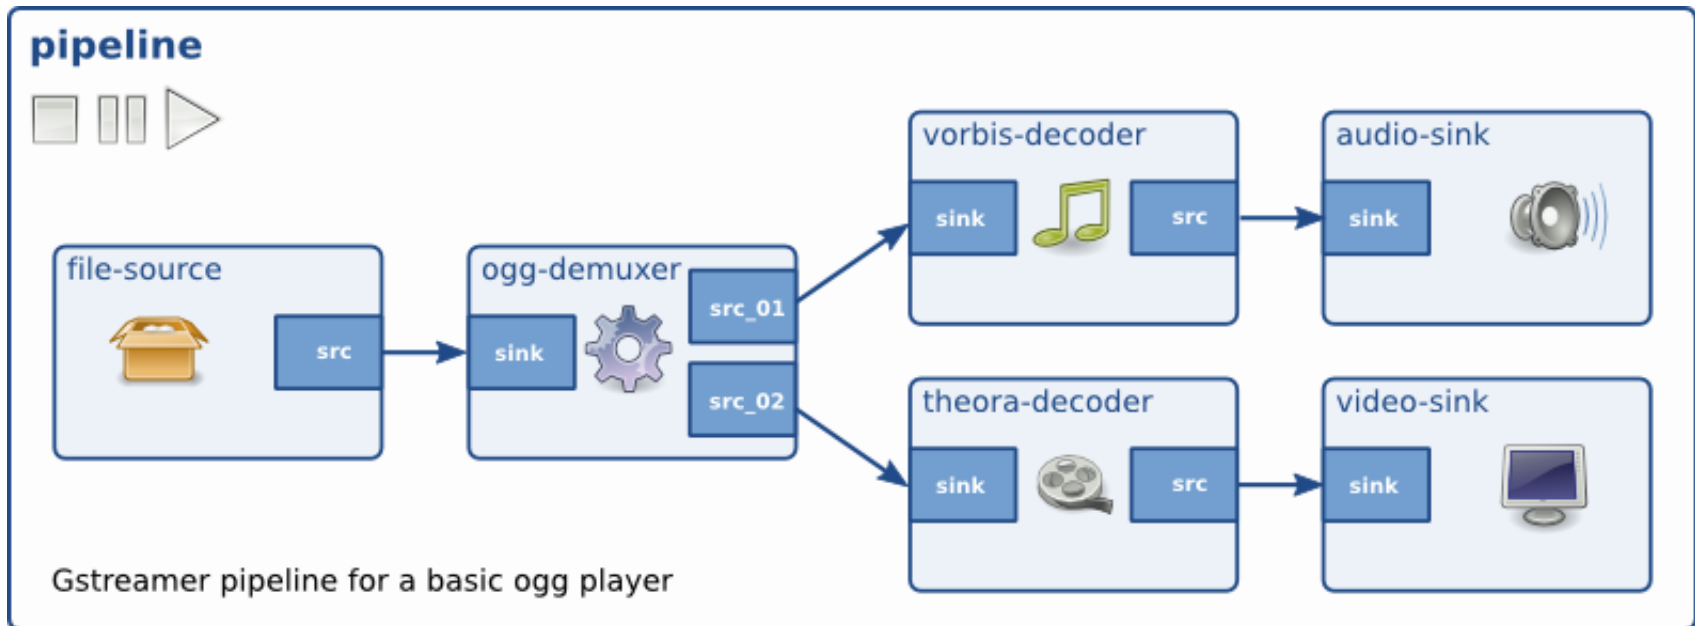 pipeline
file-source
src
ogg-demuxer
sink
src_01
src_02
vorbis-decoder
sink
src
audio-sink
sink
theora-decoder
sink
src
video-sink
sink
Gstreamer pipeline for a basic ogg player